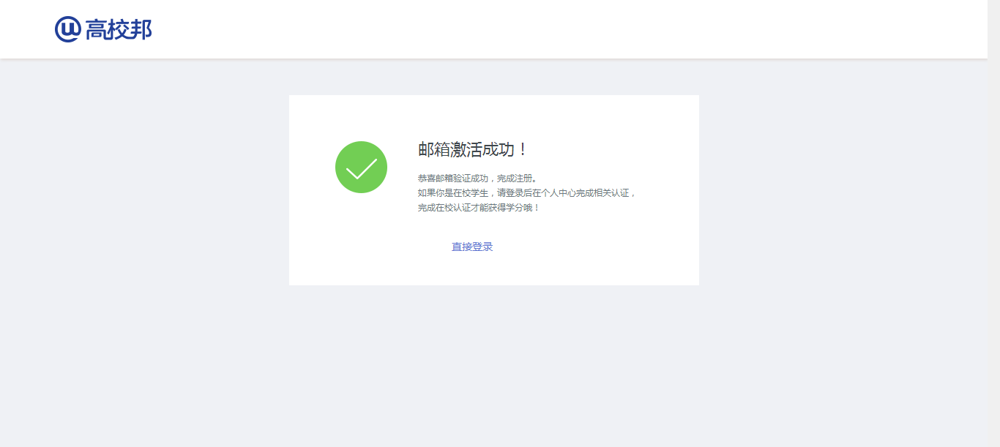 高校邦
邮箱激活成功！
恭喜邮箱验证成功，完成注册。
如果你是在校学生，请登录后在个人中心完成相关认证，
完成在校认证才能获得学分哦！
直接登录